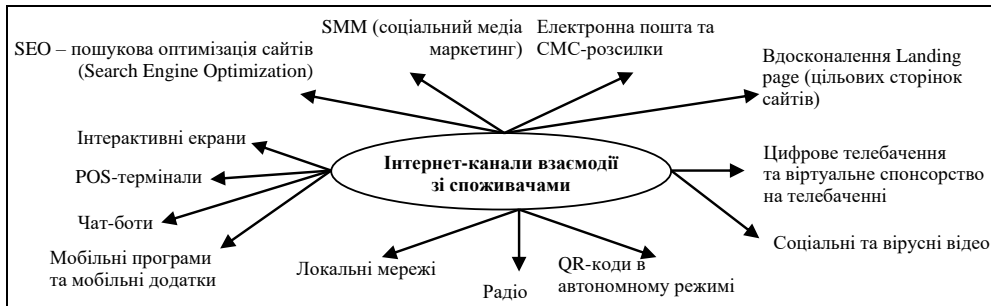 SEO – пошукова оптимізація сайтів
(Search Engine Optimization)
SMM (соціальний медіа
маркетинг)
Електронна пошта та
СМС-розсилки
Вдосконалення Landing
page (цільових сторінок
сайтів)
Інтерактивні екрани
POS-термінали
Чат-боти
Мобільні програми
та мобільні додатки
Інтернет-канали взаємодії
зі споживачами
Цифрове телебачення
та віртуальне спонсорство
на телебаченні
Соціальні та вірусні відео
Локальні мережі
Радіо
QR-коди в
автономному режимі